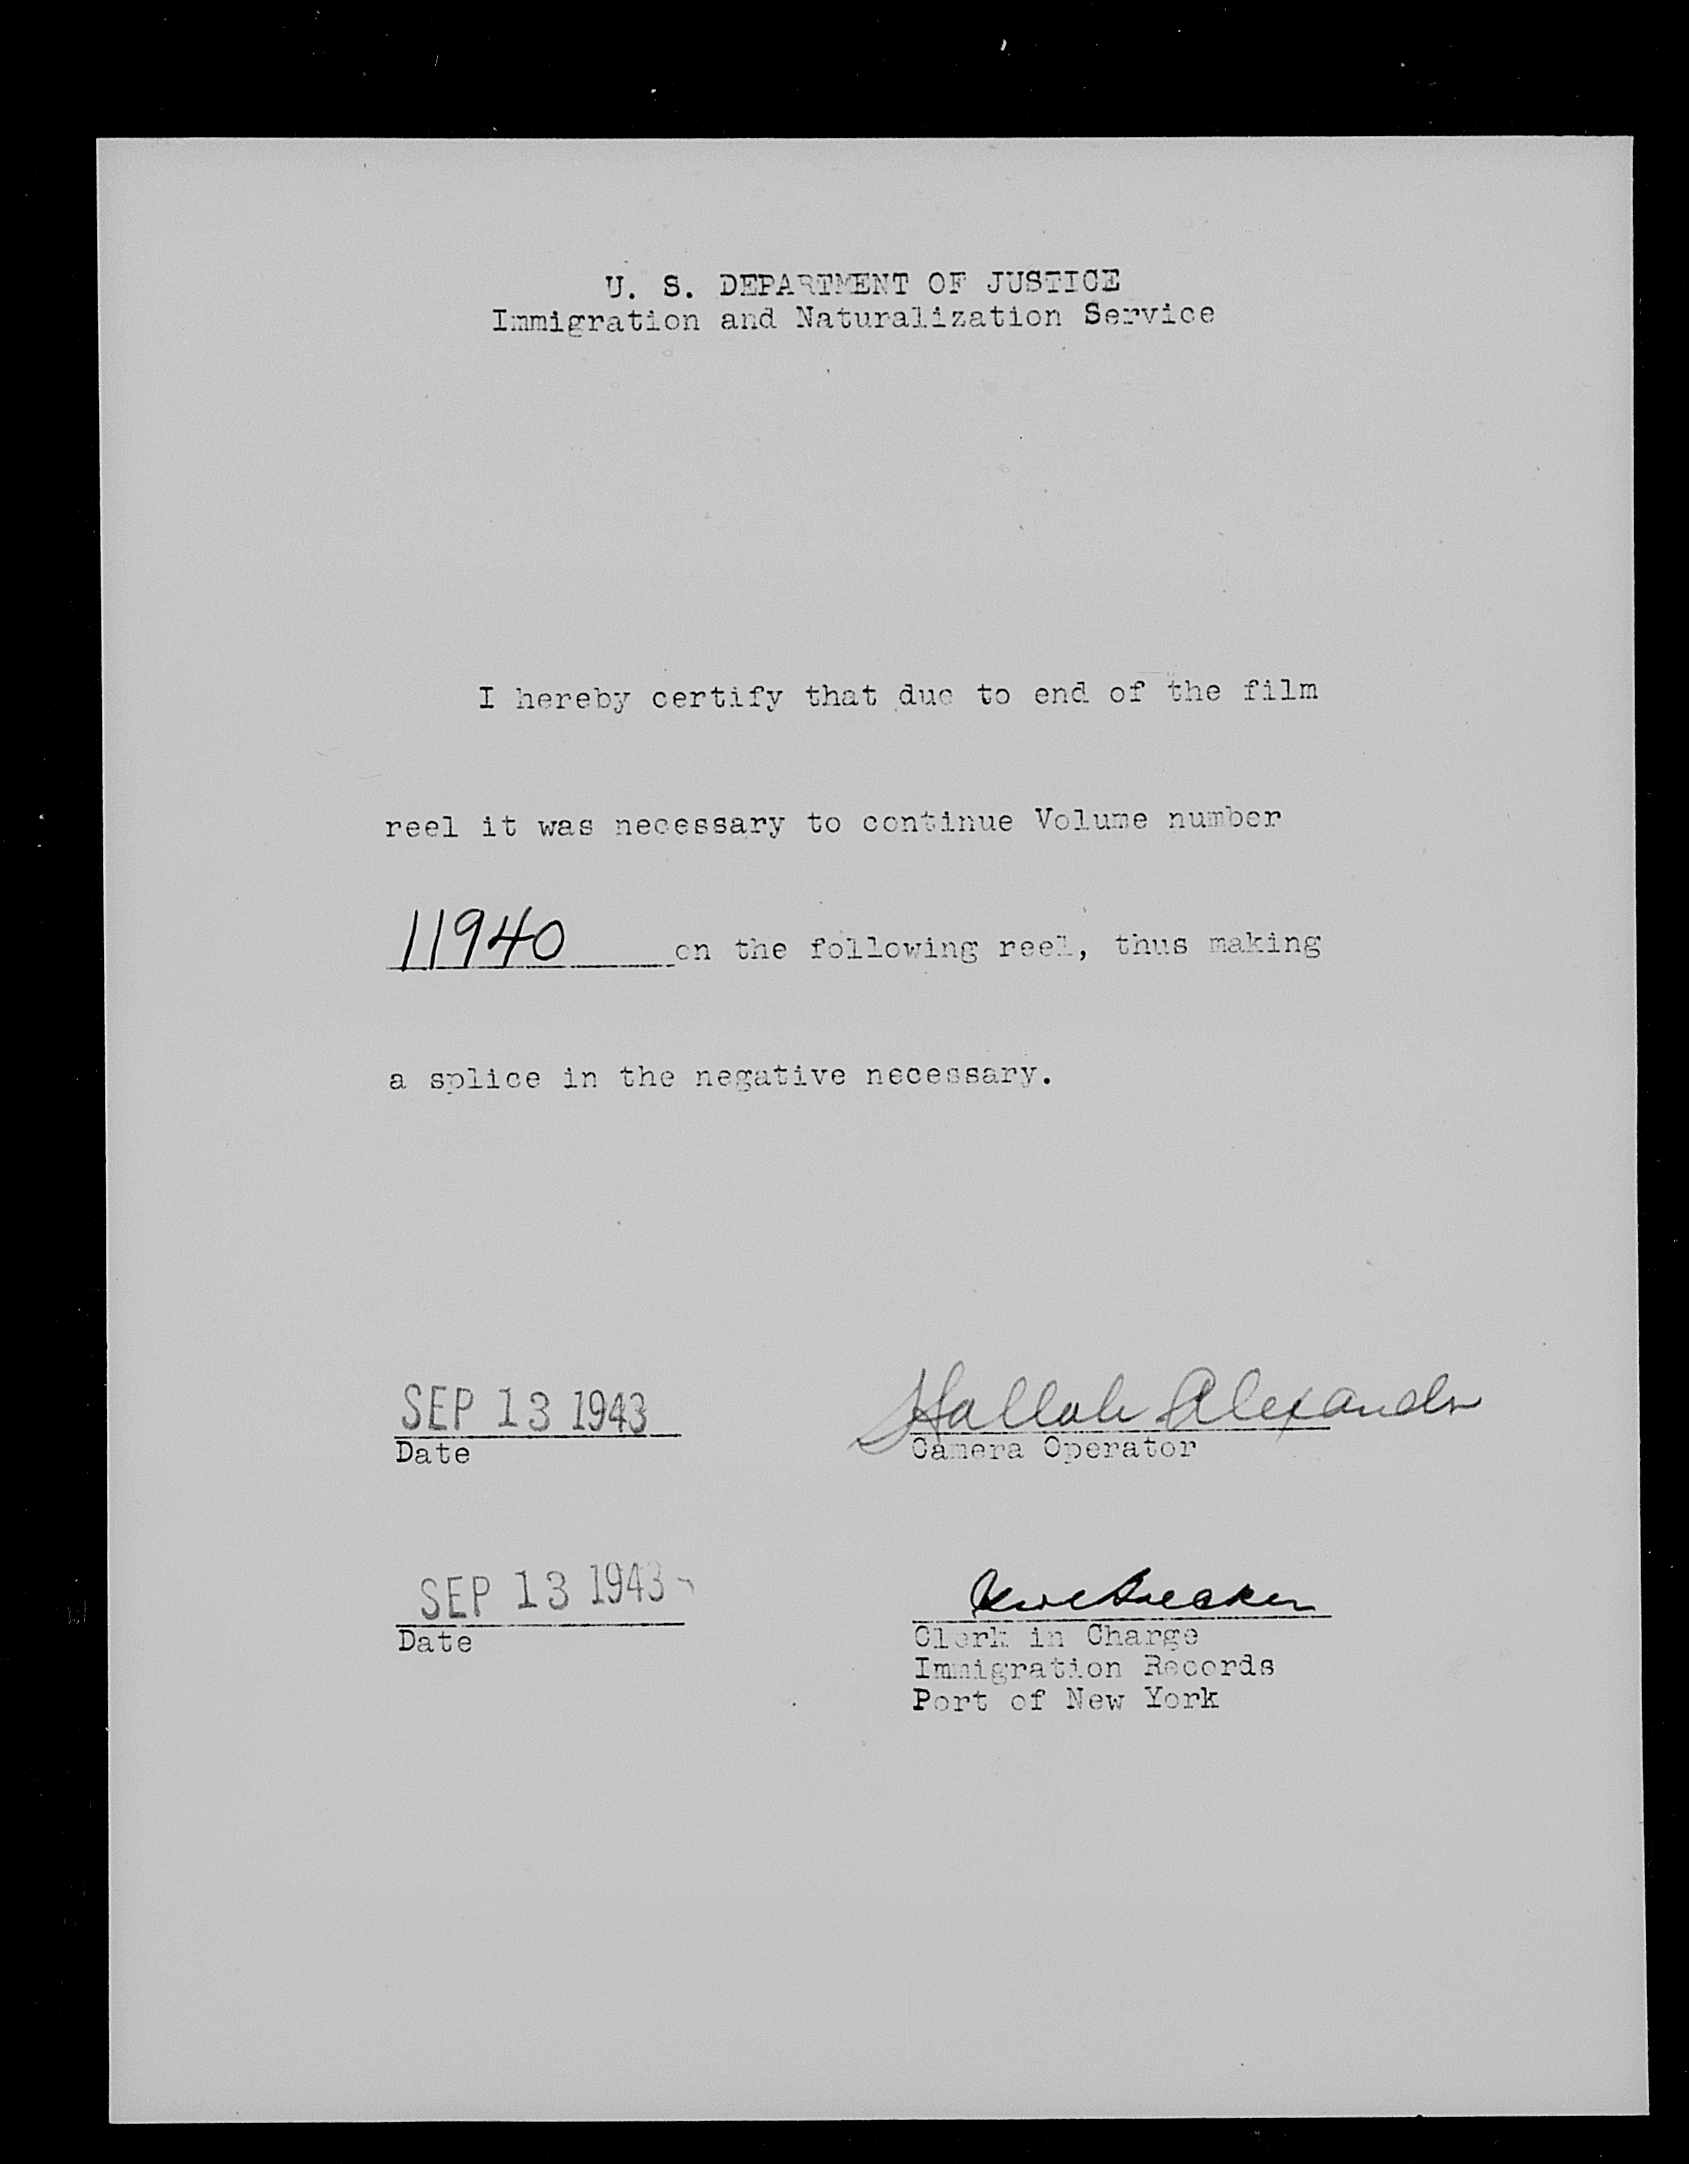 U. S. DEPARTMENT OF JUSTICE
Immigration and Naturalization Service
I hereby certify that due to end of the film
reel it was necessary to continue Volume number
11940 on the following reel, thus making
a splice in the negative necessary.
SEP 13 1943
Date
Alexander
Camera Operator
SEP 13 1943
Date
Clerk in Charge
Immigration Records
Port of New York